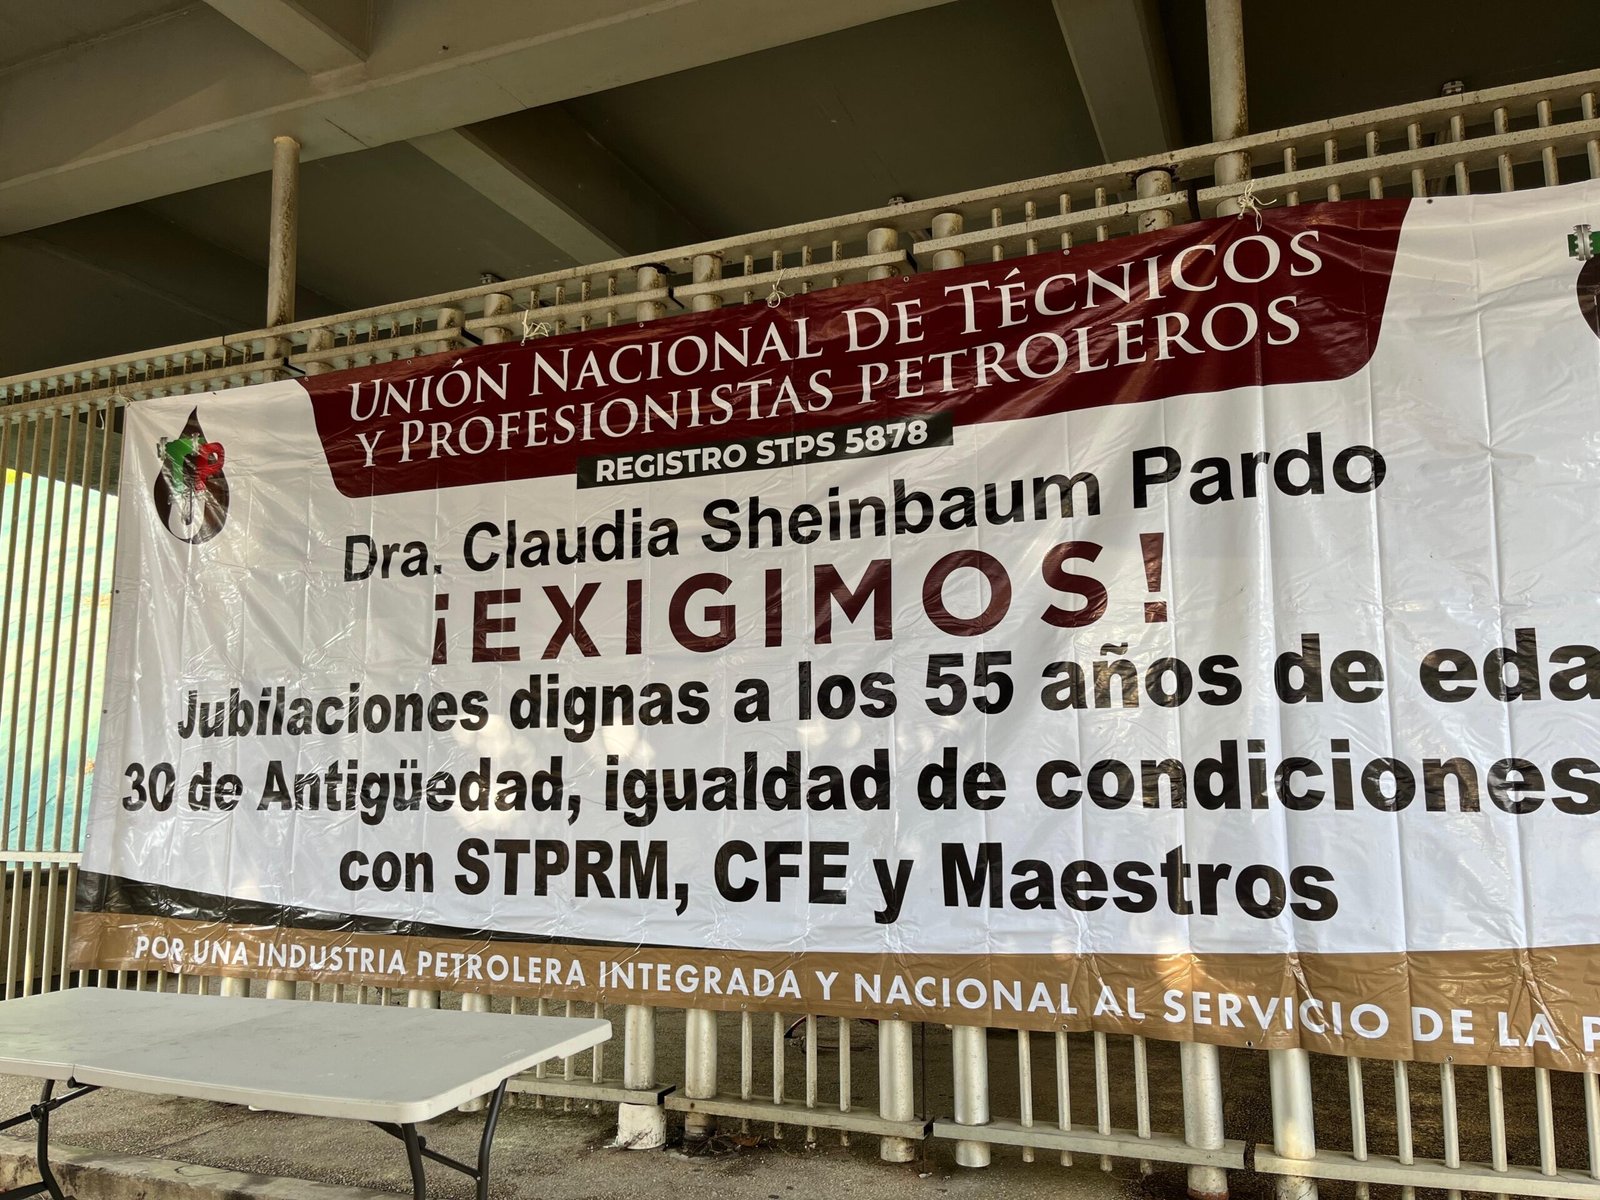 UNIÓN NACIONAL DE TÉCNICOS
Y PROFESIONISTAS PETROLEROS
REGISTRO STPS 5878
Dra. Claudia Sheinbaum Pardo
¡EXIGIMOS!
Jubilaciones dignas a los 55 años de eda
30 de Antigüedad, igualdad de condiciones
con STPRM, CFE y Maestros
POR UNA INDUSTRIA PETROLERA INTEGRADA Y NACIONAL AL SERVICIO DE LA P